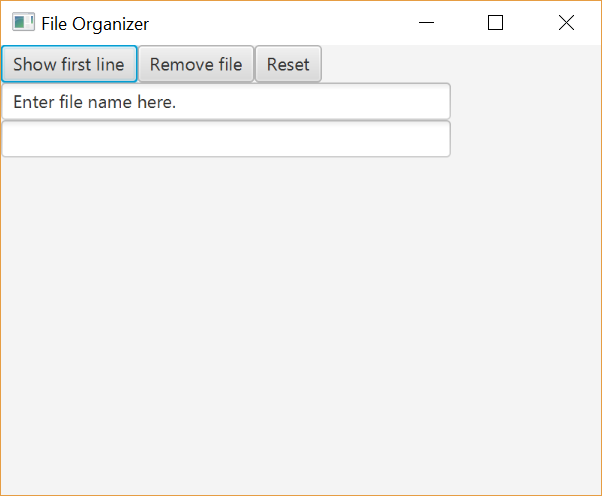 File Organizer
Show first line Remove file Reset
Enter file name here.